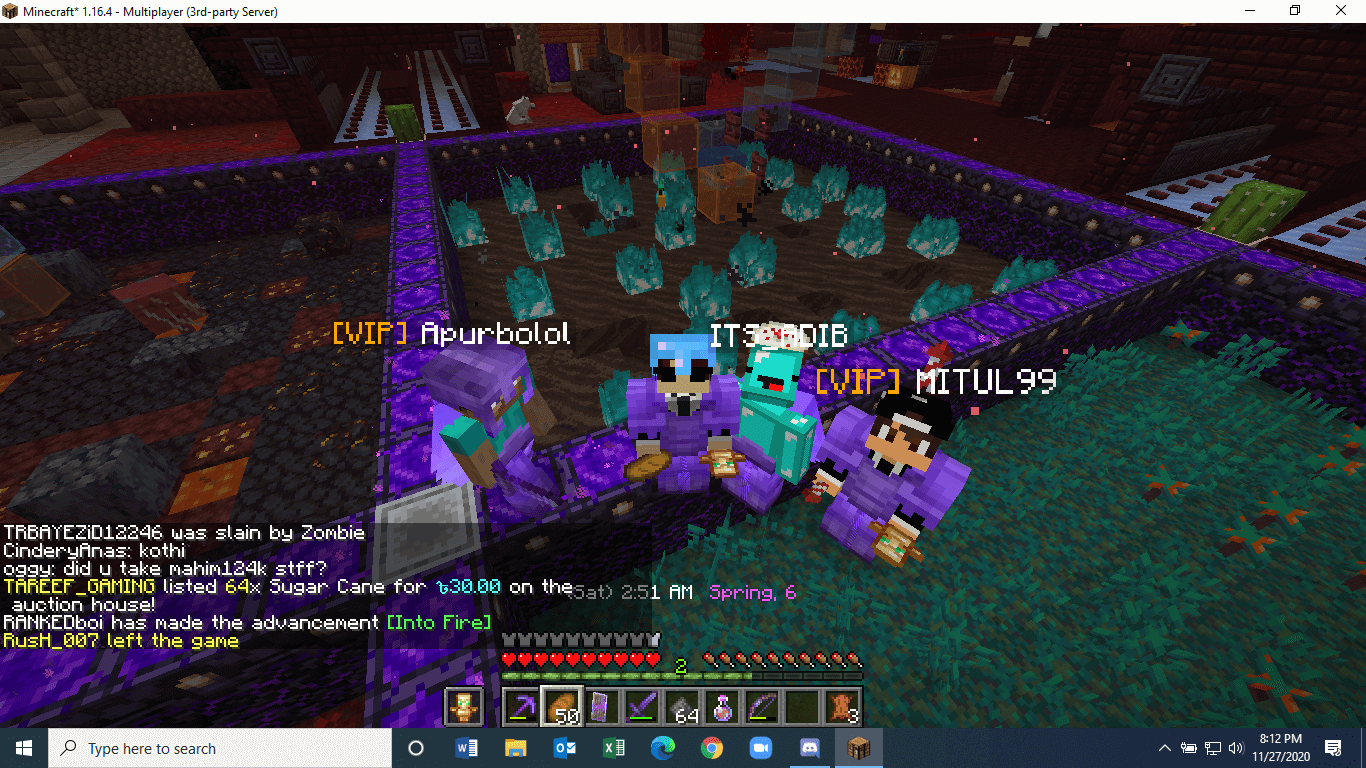 Minecraft* 1.16.4 - Multiplayer (3rd-party Server)
[VIP] Apurbolol
ITS_ADIB
[VIP] MITUL99
TRBAYEZiD12246 was slain by Zombie
CinderyAnas: kothi
oggy: did u take mahim124k stff?
TAREEF_GAMING listed 64x Sugar Cane for ৳30.00 on the
auction house!
Sat) 2:51 AM Spring, 6
RANKEDboi has made the advancement [Into Fire]
RusH_007 left the game
2
50
64
3
Type here to search
8:12 PM
11/27/2020